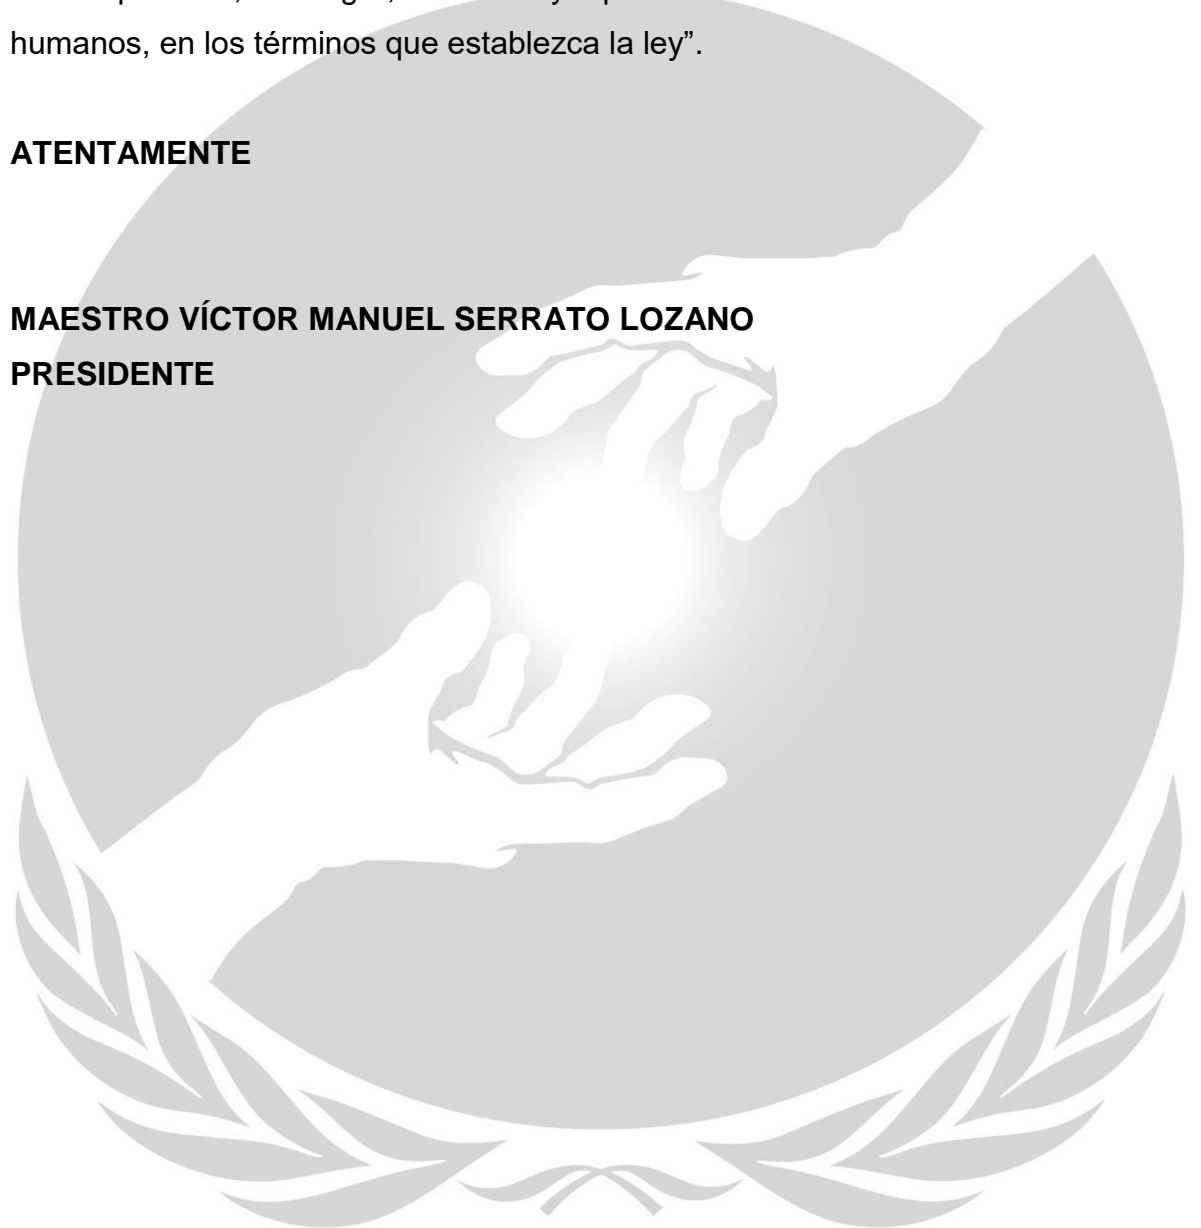 humanos, en los términos que establezca la ley”.
ATENTAMENTE
MAESTRO VÍCTOR MANUEL SERRATO LOZANO
PRESIDENTE